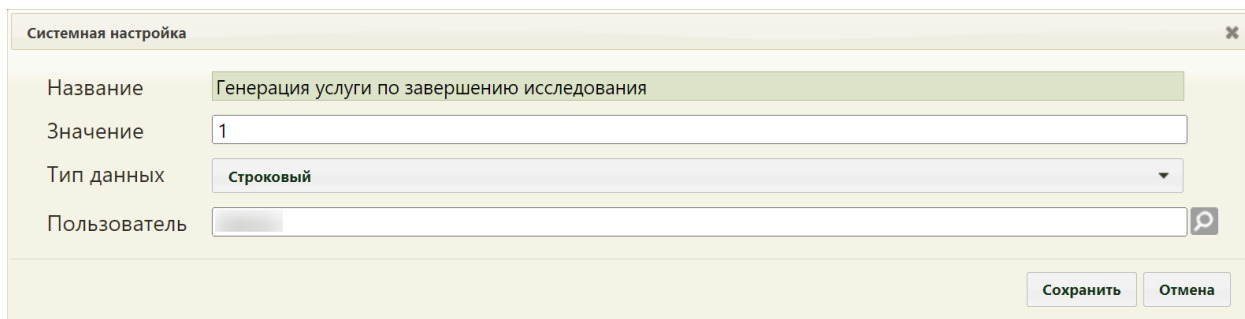 Системная настройка
Название Генерация услуги по завершению исследования
Значение 1
Тип данных Строковый
Пользователь
Сохранить Отмена